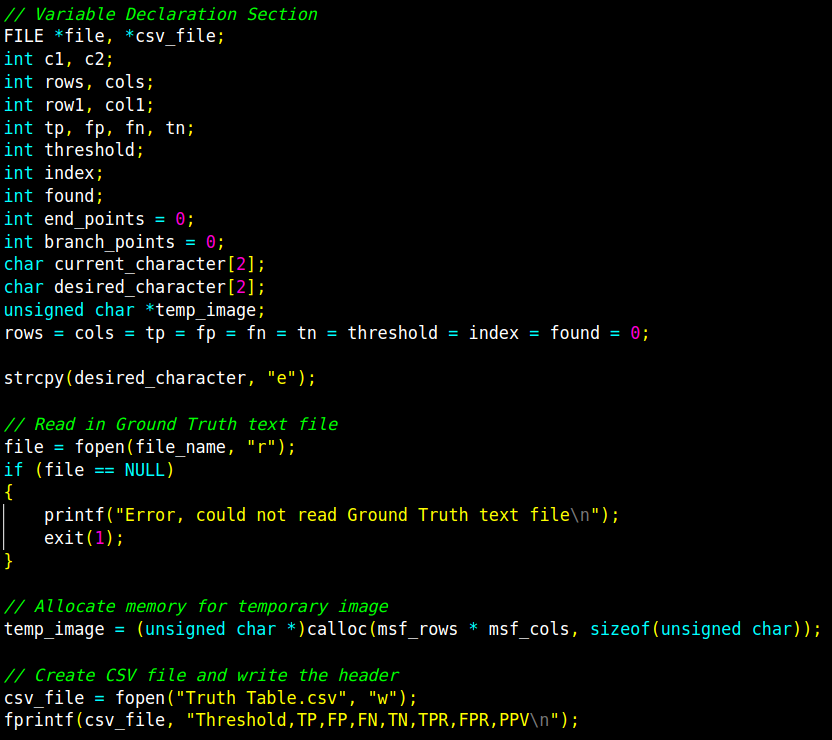 // Variable Declaration Section
FILE *file, *csv_file;
int c1, c2;
int rows, cols;
int row1, col1;
int tp, fp, fn, tn;
int threshold;
int index;
int found;
int end_points = 0;
int branch_points = 0;
char current_character[2];
char desired_character[2];
unsigned char *temp_image;
rows = cols = tp = fp = fn = tn = threshold = index = found = 0;

strcpy(desired_character, "e");

// Read in Ground Truth text file
file = fopen(file_name, "r");
if (file == NULL)
{
    printf("Error, could not read Ground Truth text file\n");
    exit(1);
}

// Allocate memory for temporary image
temp_image = (unsigned char *)calloc(msf_rows * msf_cols, sizeof(unsigned char));

// Create CSV file and write the header
csv_file = fopen("Truth Table.csv", "w");
fprintf(csv_file, "Threshold,TP,FP,FN,TN,TPR,FPR,PPV\n");